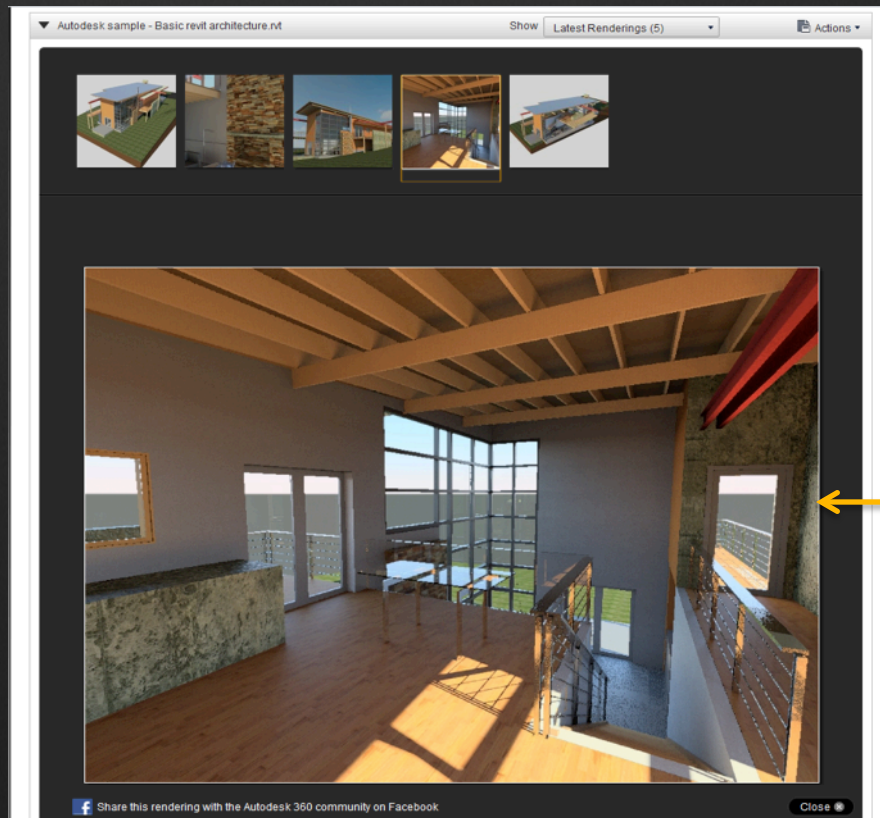 Autodesk sample - Basic revit architecture.rvt
Show Latest Renderings (5)
Actions
Share this rendering with the Autodesk 360 community on Facebook
Close